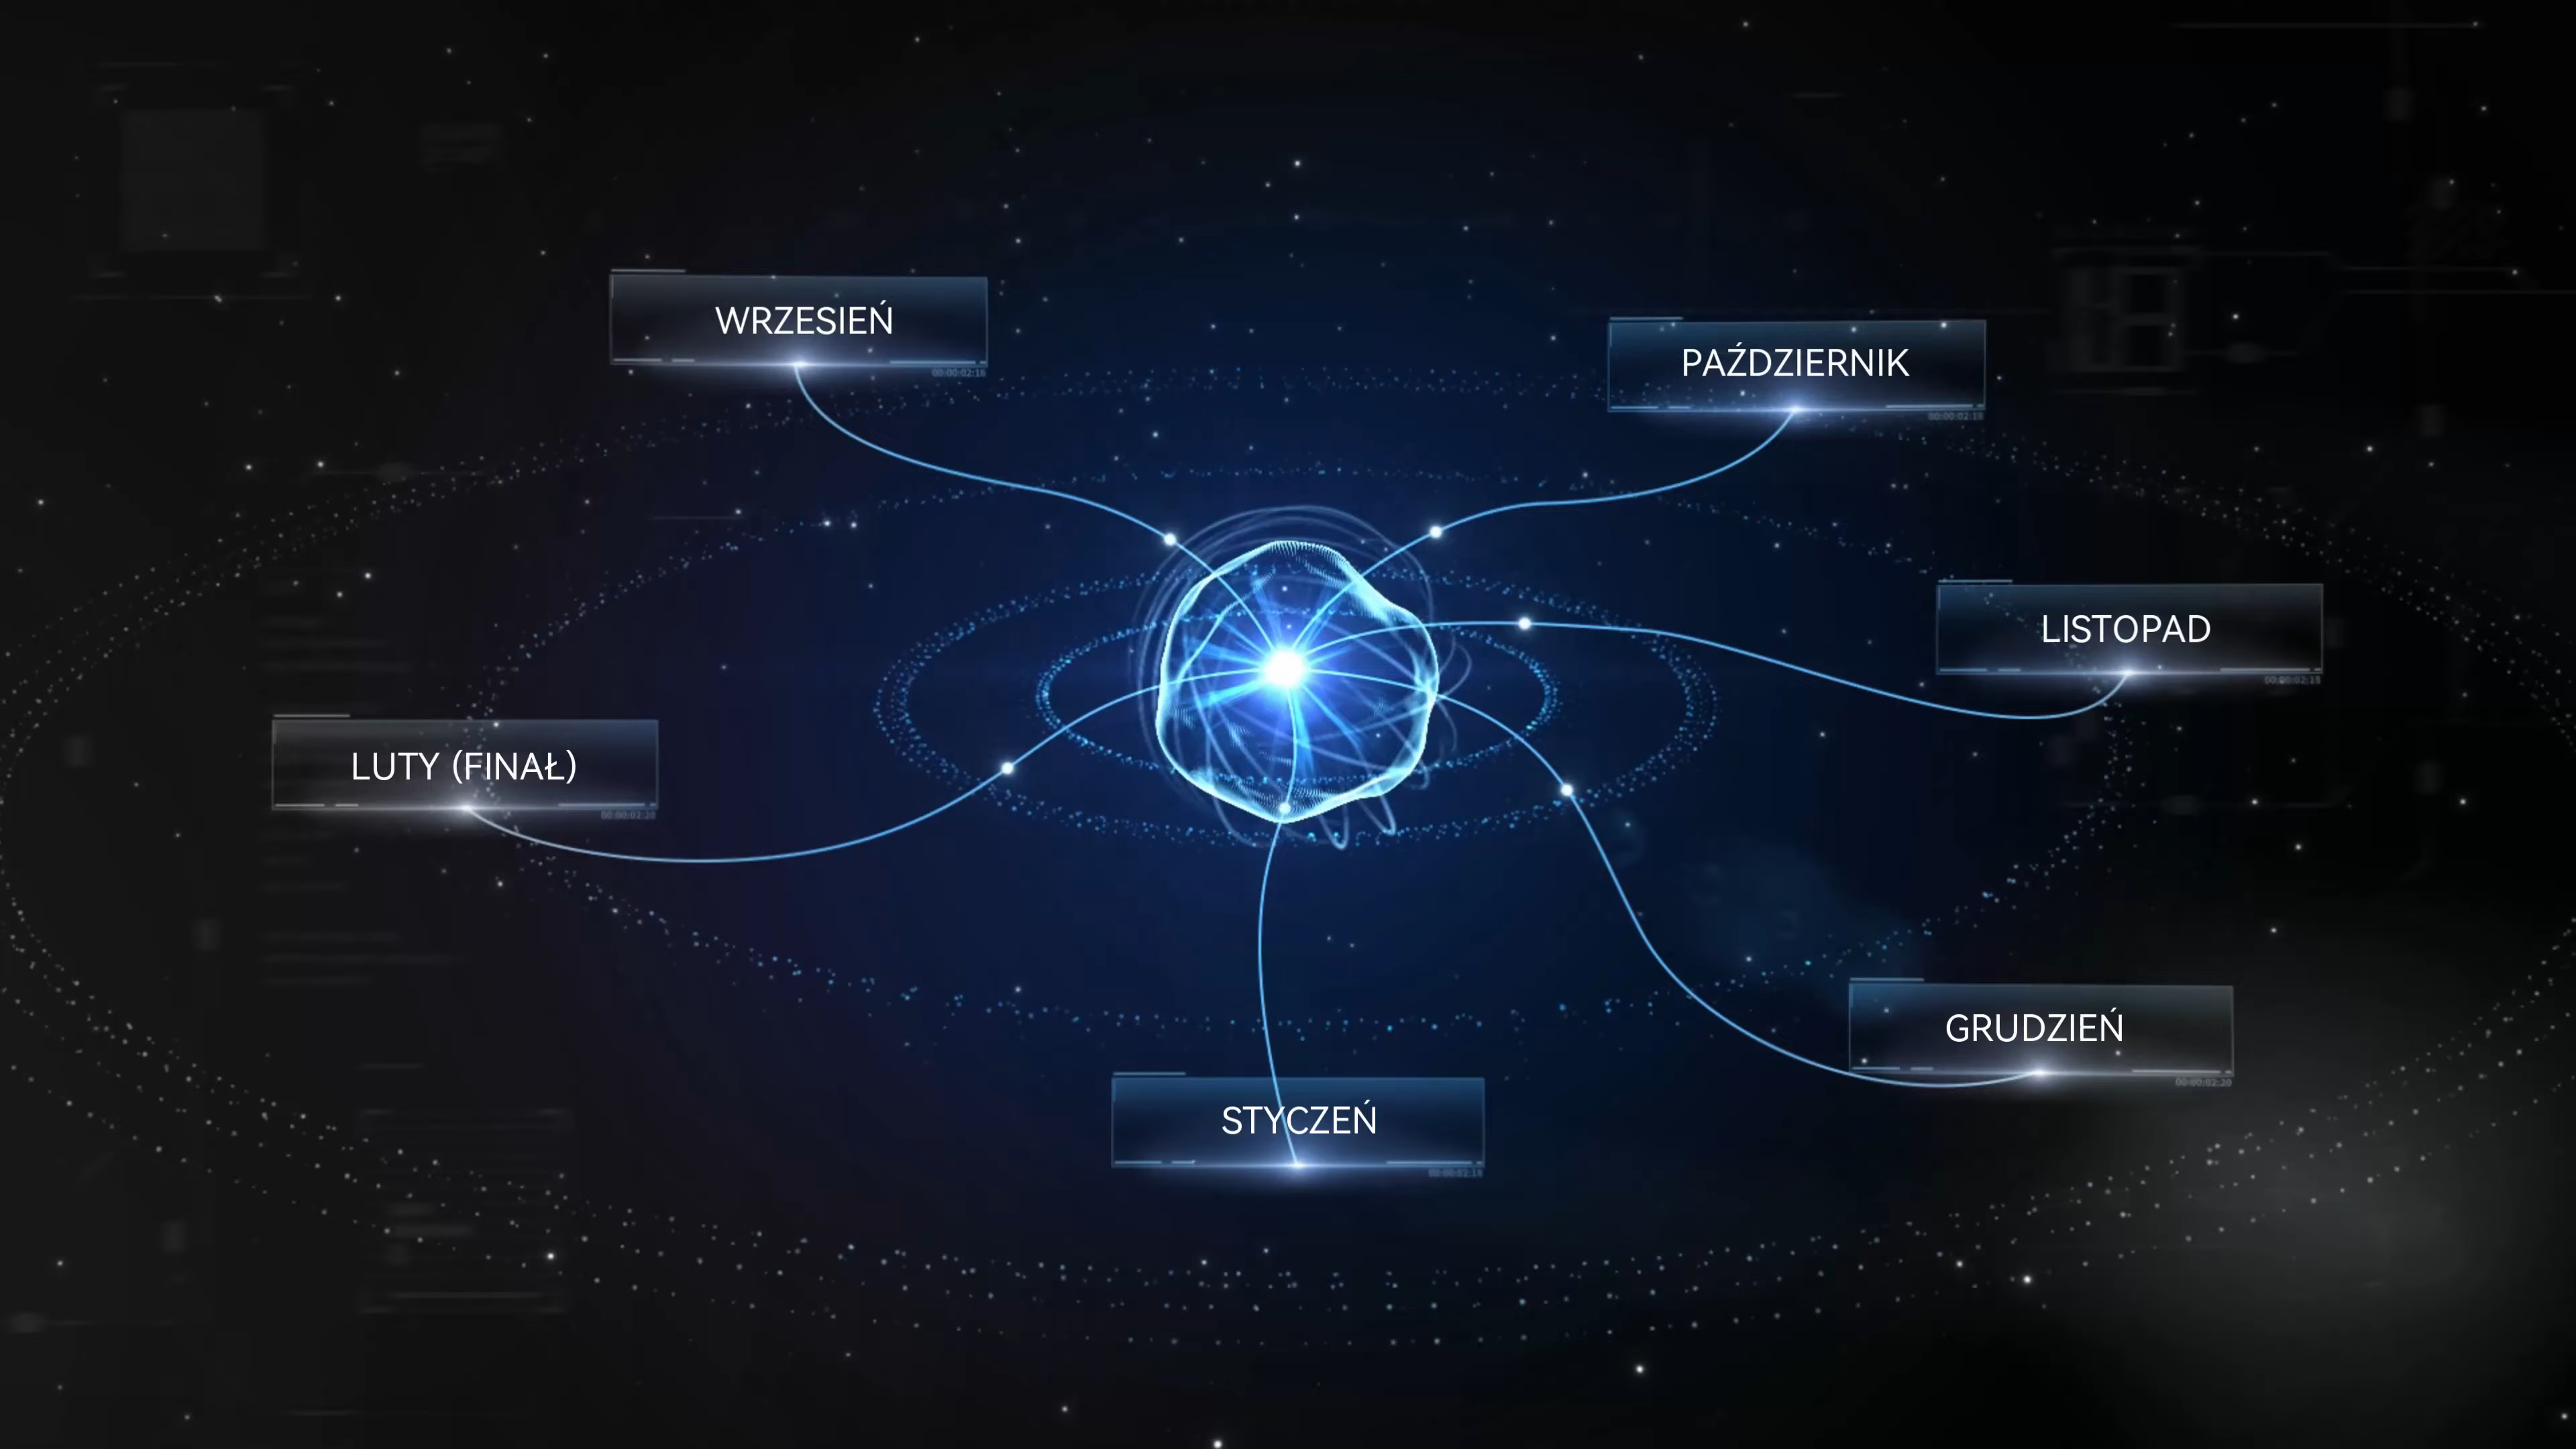 WRZESIEŃ
PAŹDZIERNIK
LISTOPAD
LUTY (FINAŁ)
GRUDZIEŃ
STYCZEŃ